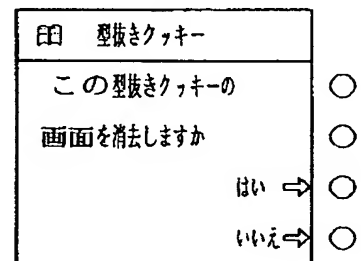 型抜きクッキー
この型抜きクッキーの
画面を消去しますか
はい ⇨
いいえ⇨